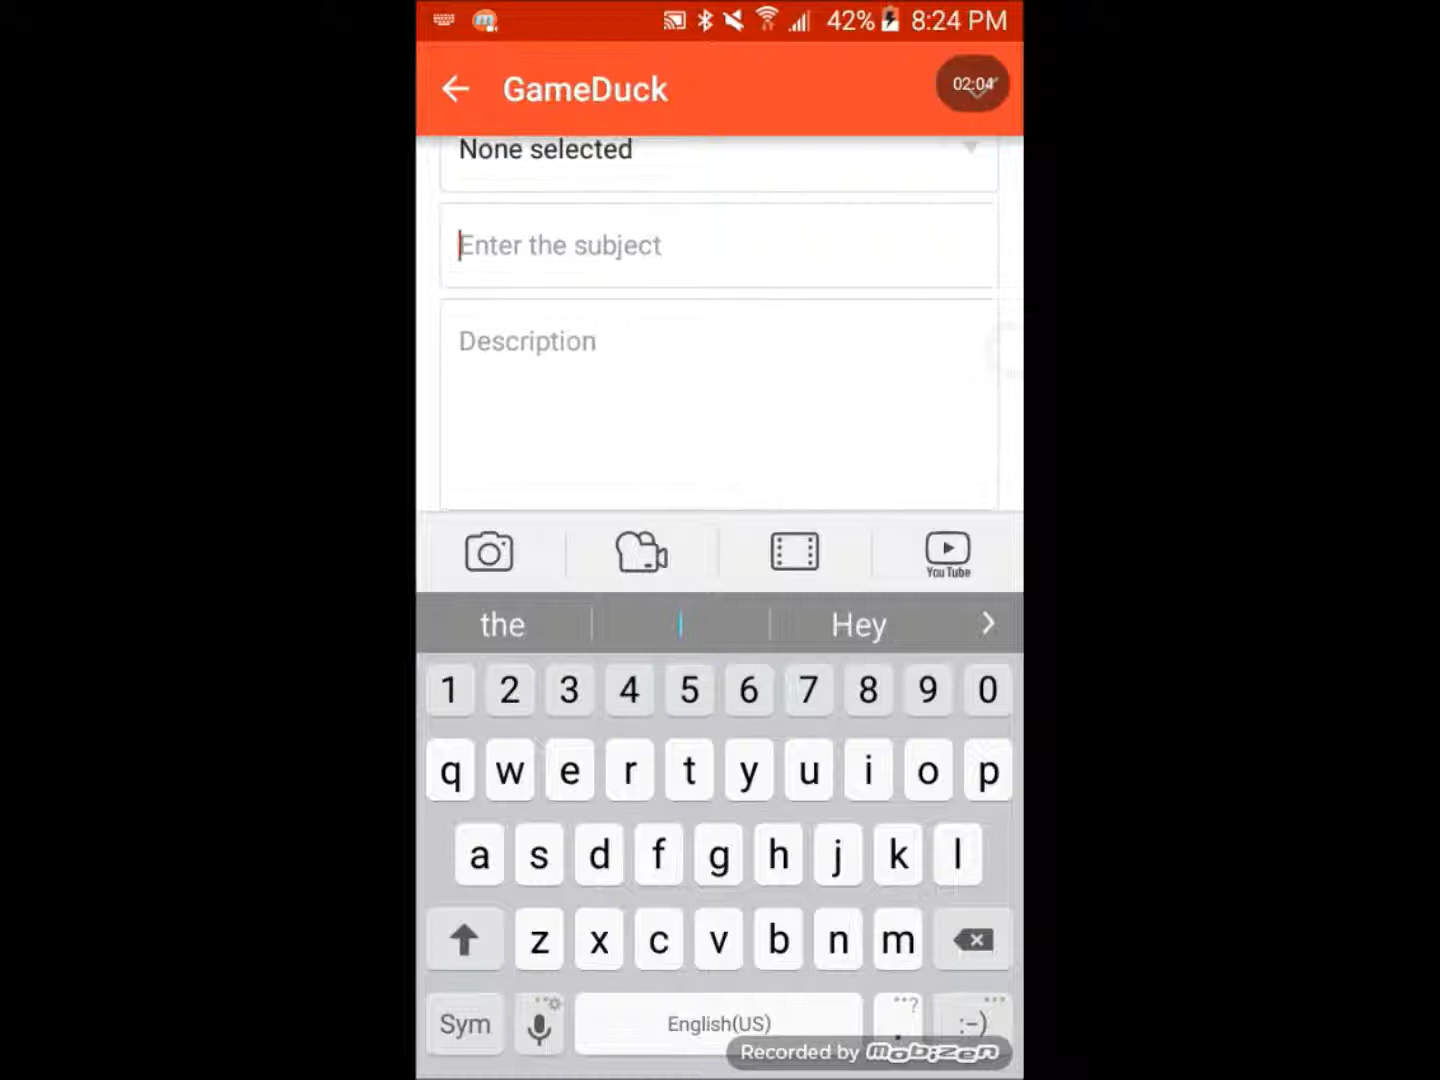 42% 8:24 PM
GameDuck
02:04
None selected
Enter the subject
Description
You Tube
the I Hey >
1 2 3 4 5 6 7 8 9 0
q w e r t y u i o p
a s d f g h j k l
z x c v b n m
Sym English(US) . :-)
Recorded by mobizen